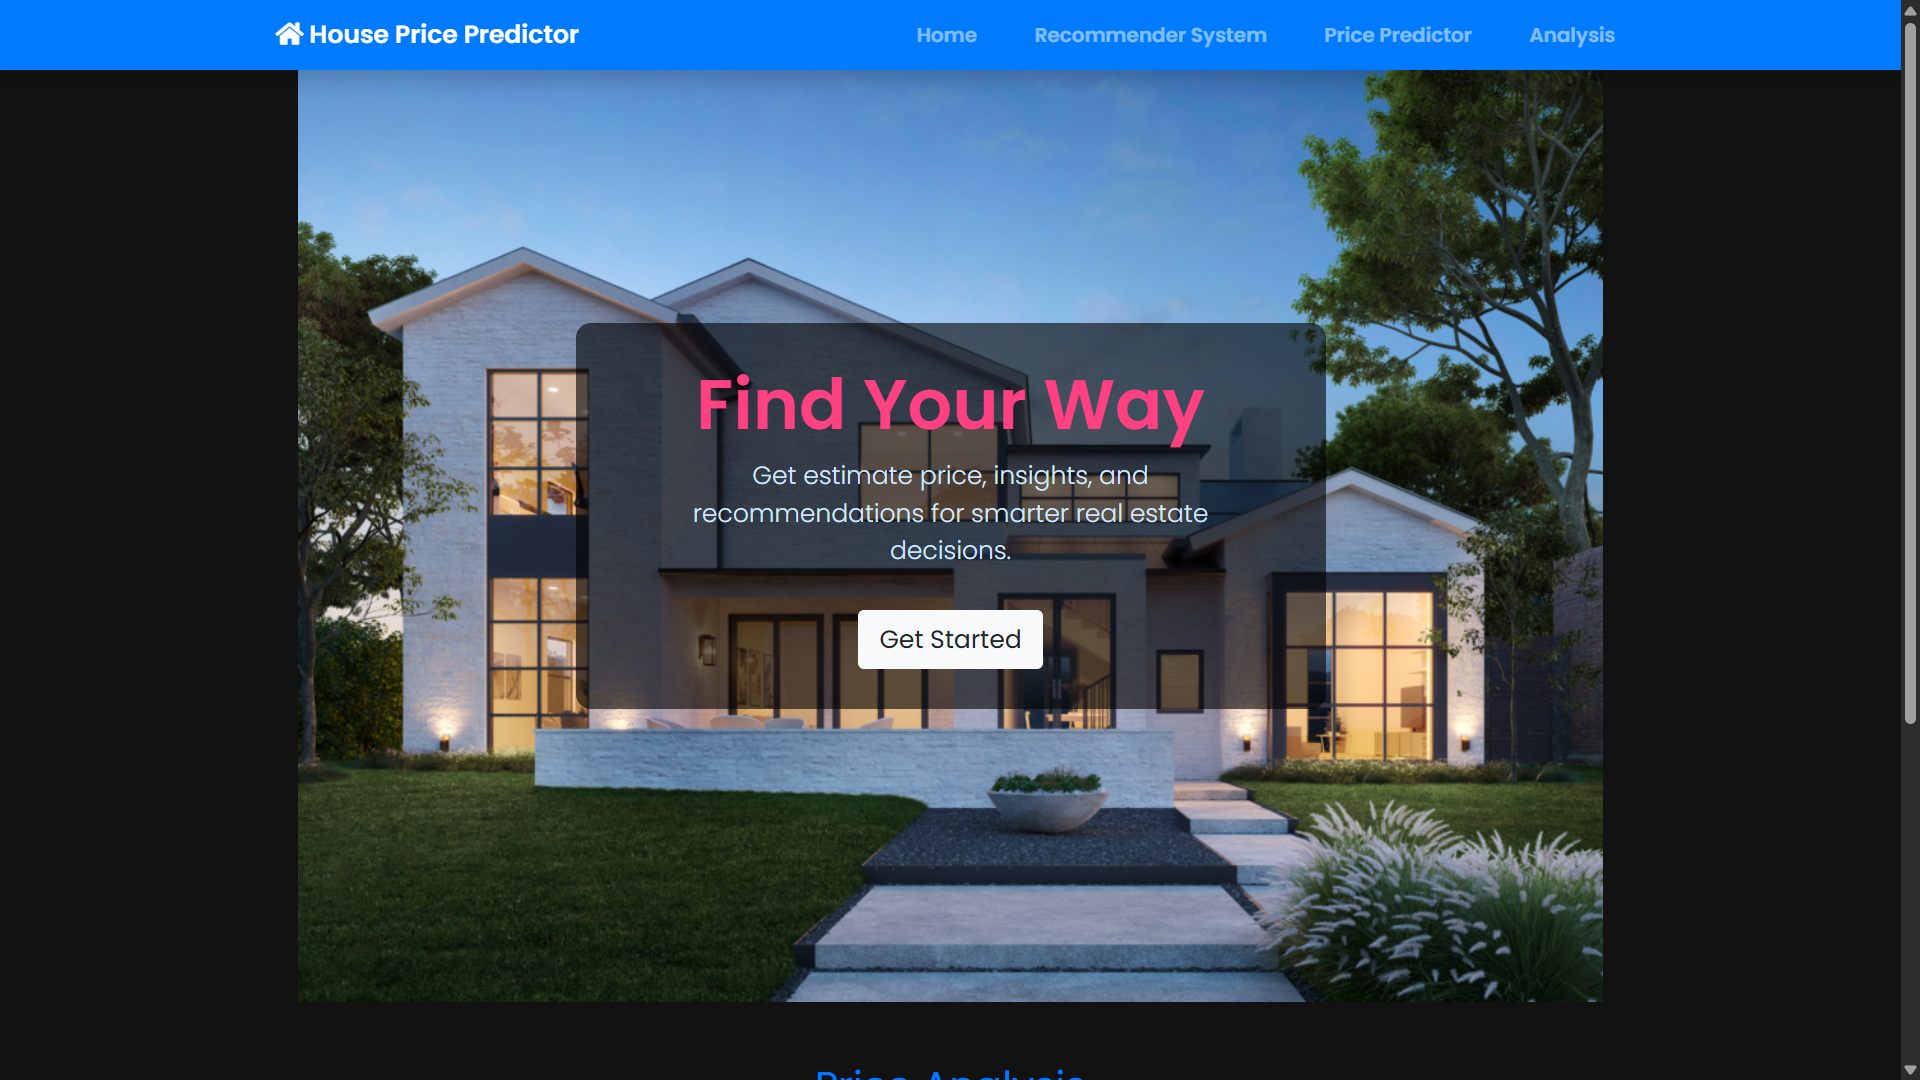 House Price Predictor
Home
Recommender System
Price Predictor
Analysis
Find Your Way
Get estimate price, insights, and
recommendations for smarter real estate
decisions.
Get Started
Price Analysis